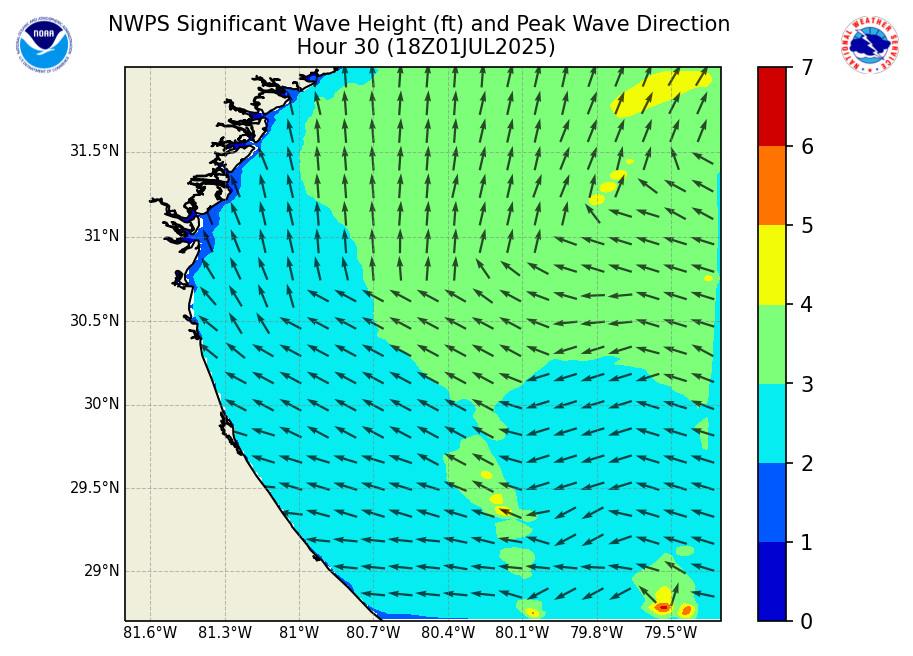 NWPS Significant Wave Height (ft) and Peak Wave Direction
Hour 30 (18Z01JUL2025)
NOAA
31.5°N
31°N
30.5°N
30°N
29.5°N
29°N
81.6°W 81.3°W 81°W 80.7°W 80.4°W 80.1°W 79.8°W 79.5°W
7
6
5
4
3
2
1
0
NATIONAL WEATHER SERVICE